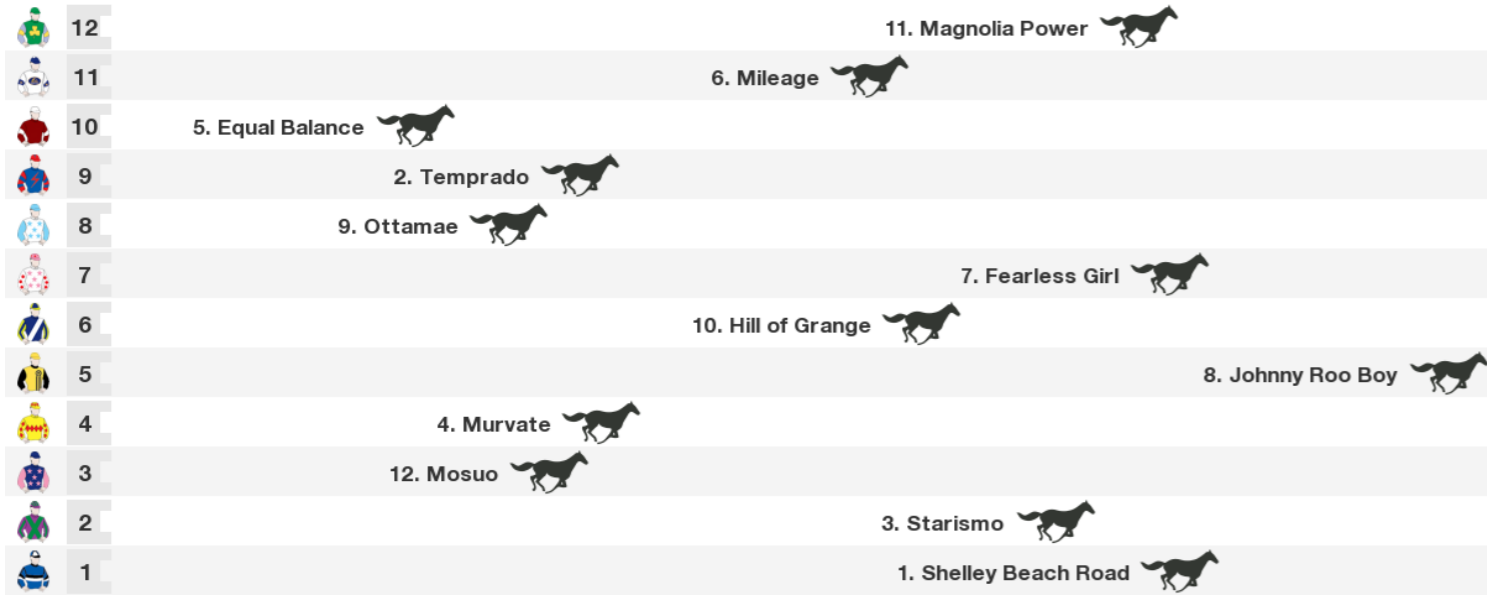 12 11. Magnolia Power
11 6. Mileage
10 5. Equal Balance
9 2. Temprado
8 9. Ottamae
7 7. Fearless Girl
6 10. Hill of Grange
5 8. Johnny Roo Boy
4 4. Murvate
3 12. Mosuo
2 3. Starismo
1 1. Shelley Beach Road